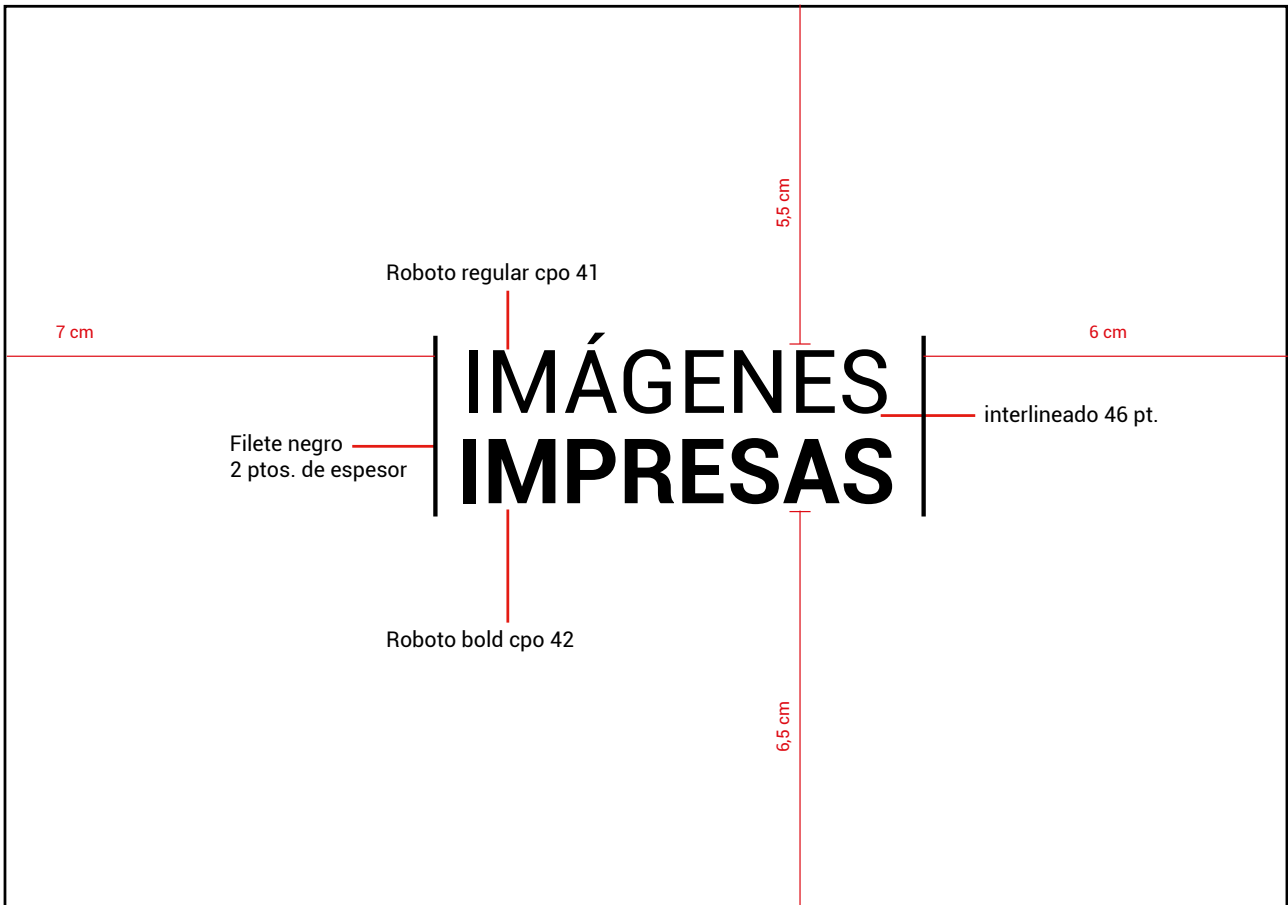 5,5 cm
Roboto regular cpo 41
7 cm
6 cm
IMÁGENES
interlineado 46 pt.
Filete negro
2 ptos. de espesor
IMPRESAS
Roboto bold cpo 42
6,5 cm